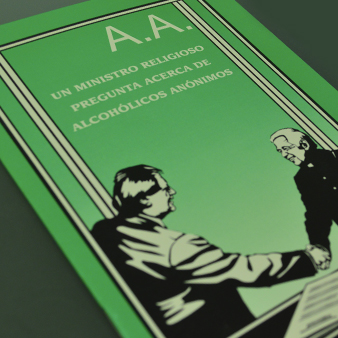 A.A.
UN MINISTRO RELIGIOSO
PREGUNTA ACERCA DE
ALCOHÓLICOS ANÓNIMOS